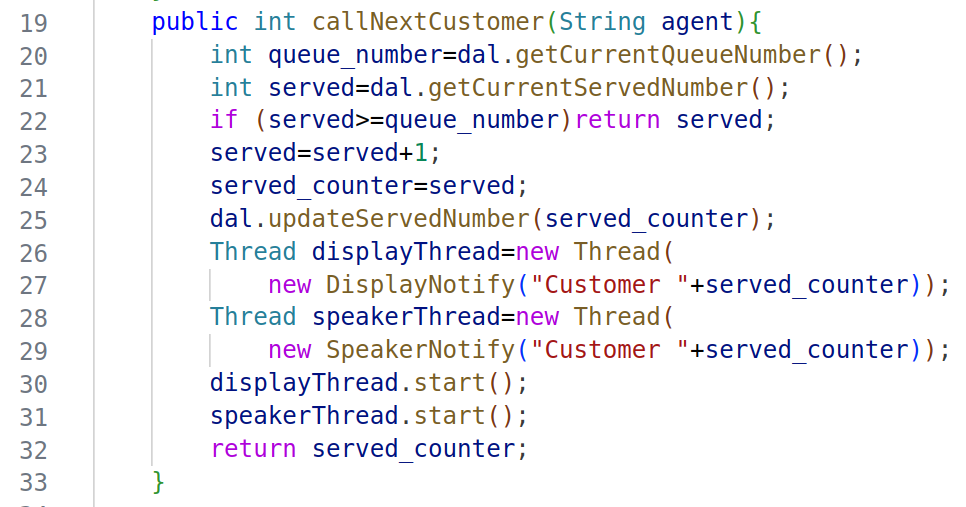 19 public int callNextCustomer(String agent){
20 int queue_number=dal.getCurrentQueueNumber();
21 int served=dal.getCurrentServedNumber();
22 if (served>=queue_number)return served;
23 served=served+1;
24 served_counter=served;
25 dal.updateServedNumber(served_counter);
26 Thread displayThread=new Thread(
27 new DisplayNotify("Customer "+served_counter));
28 Thread speakerThread=new Thread(
29 new SpeakerNotify("Customer "+served_counter));
30 displayThread.start();
31 speakerThread.start();
32 return served_counter;
33 }